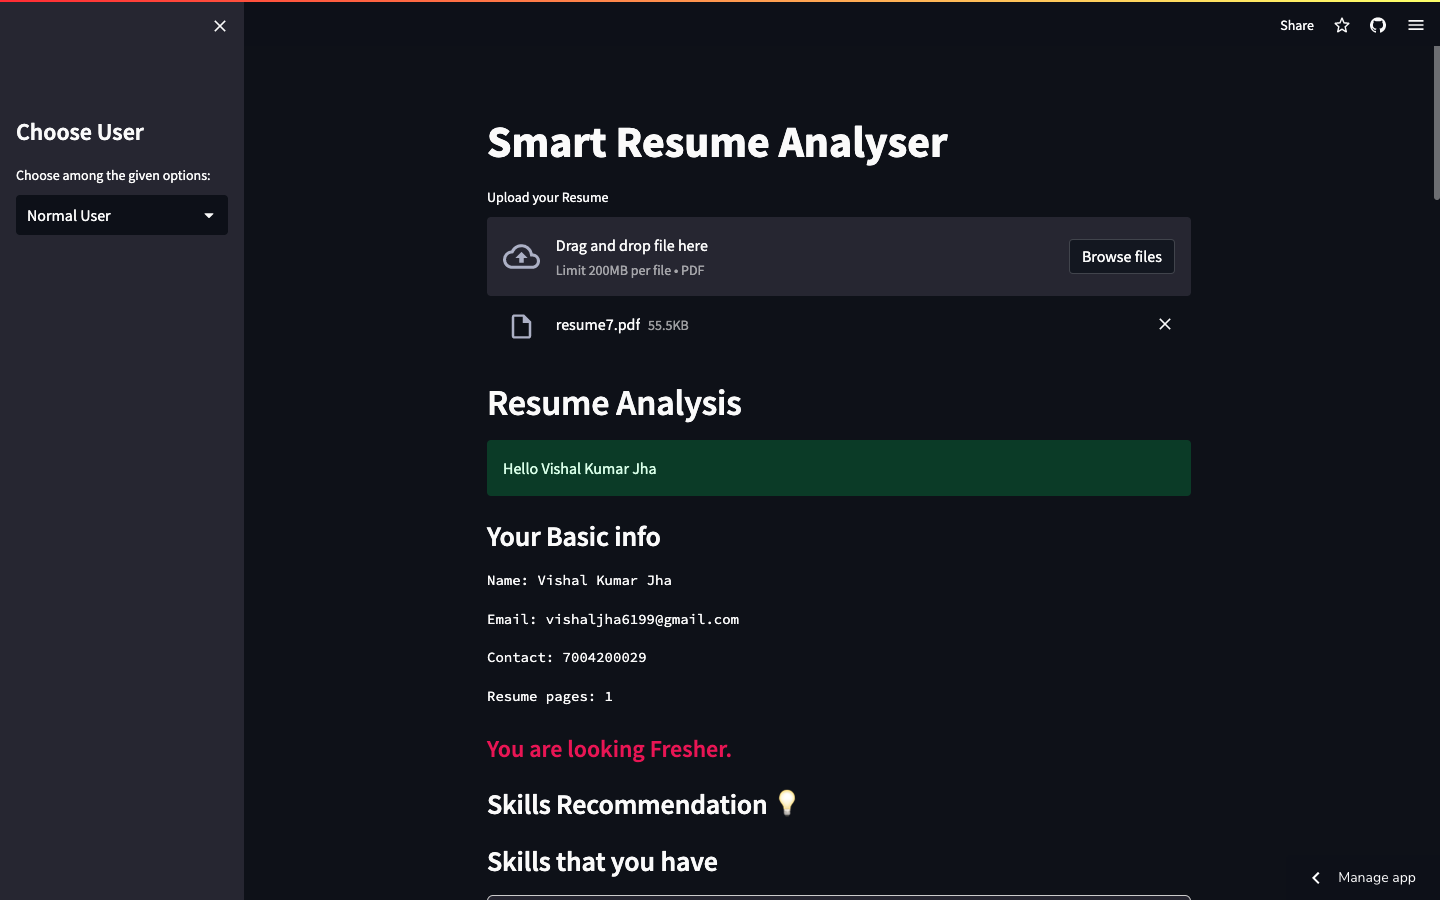 Share
Choose User
Choose among the given options:
Normal User
Smart Resume Analyser
Upload your Resume
Drag and drop file here
Limit 200MB per file • PDF
Browse files
resume7.pdf 55.5KB
Resume Analysis
Hello Vishal Kumar Jha
Your Basic info
Name: Vishal Kumar Jha
Email: vishaljha6199@gmail.com
Contact: 7004200029
Resume pages: 1
You are looking Fresher.
Skills Recommendation 💡
Skills that you have
Manage app